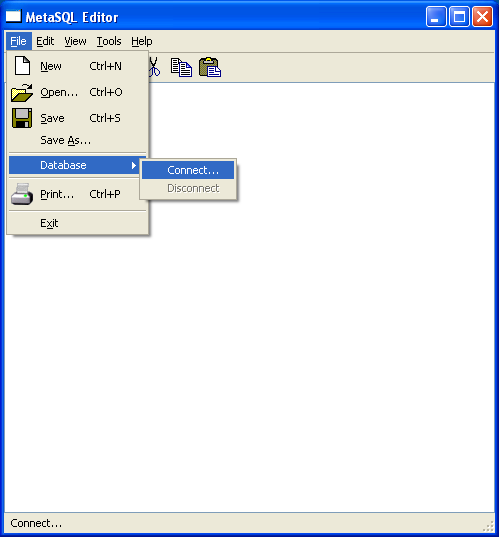 MetaSQL Editor
File Edit View Tools Help
New Ctrl+N
Open... Ctrl+O
Save Ctrl+S
Save As...
Database
Connect...
Disconnect
Print... Ctrl+P
Exit
Connect...